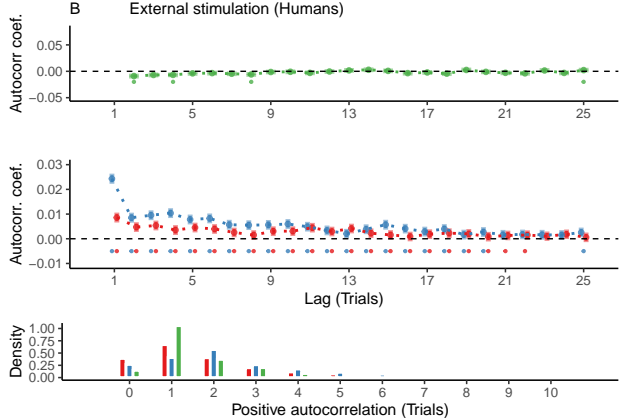 B External stimulation (Humans)
Autocorr coef.
0.05
0.00
−0.05
1 5 9 13 17 21 25
Autocorr. coef.
0.03
0.02
0.01
0.00
−0.01
1 5 9 13 17 21 25
Lag (Trials)
Density
1.00
0.75
0.50
0.25
0.00
0 1 2 3 4 5 6 7 8 9 10
Positive autocorrelation (Trials)